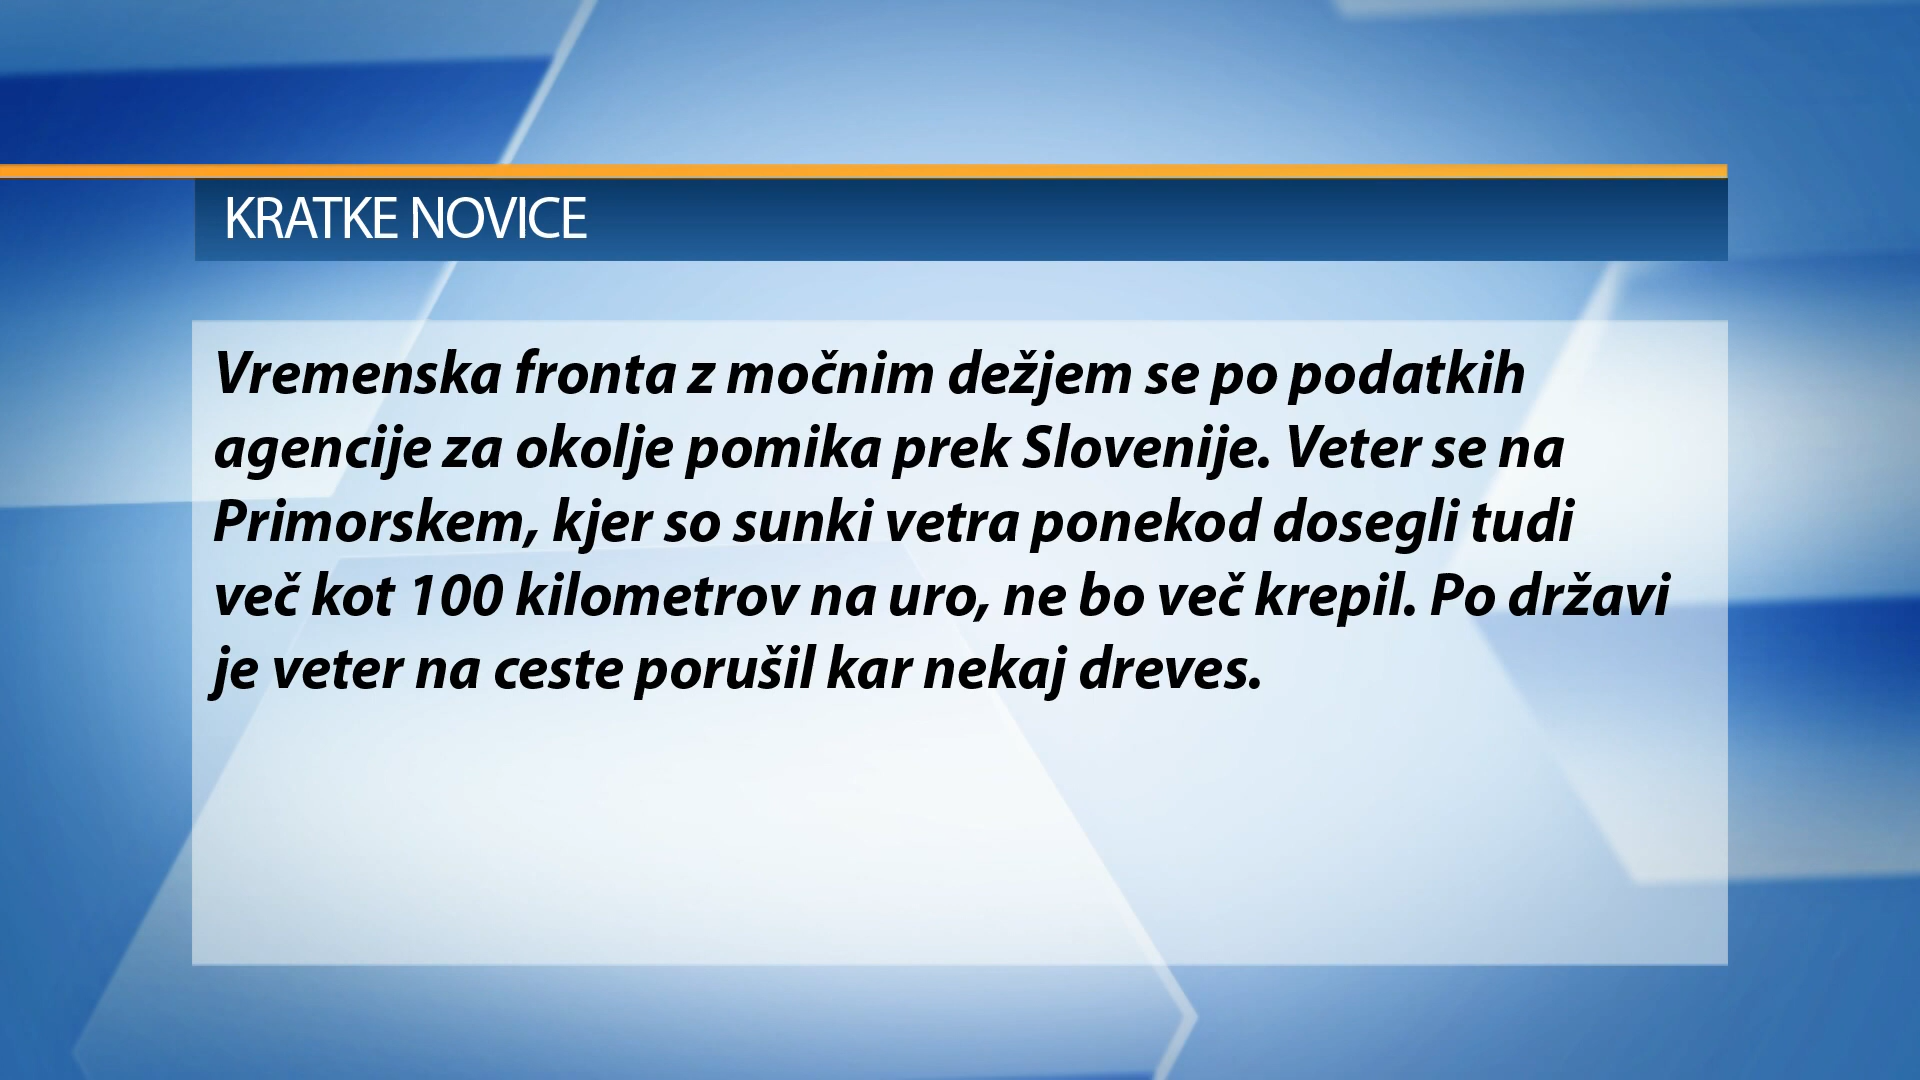 KRATKE NOVICE
Vremenska fronta z močnim dežjem se po podatkih
agencije za okolje pomika prek Slovenije. Veter se na
Primorskem, kjer so sunki vetra ponekod dosegli tudi
več kot 100 kilometrov na uro, ne bo več krepil. Po državi
je veter na ceste porušil kar nekaj dreves.